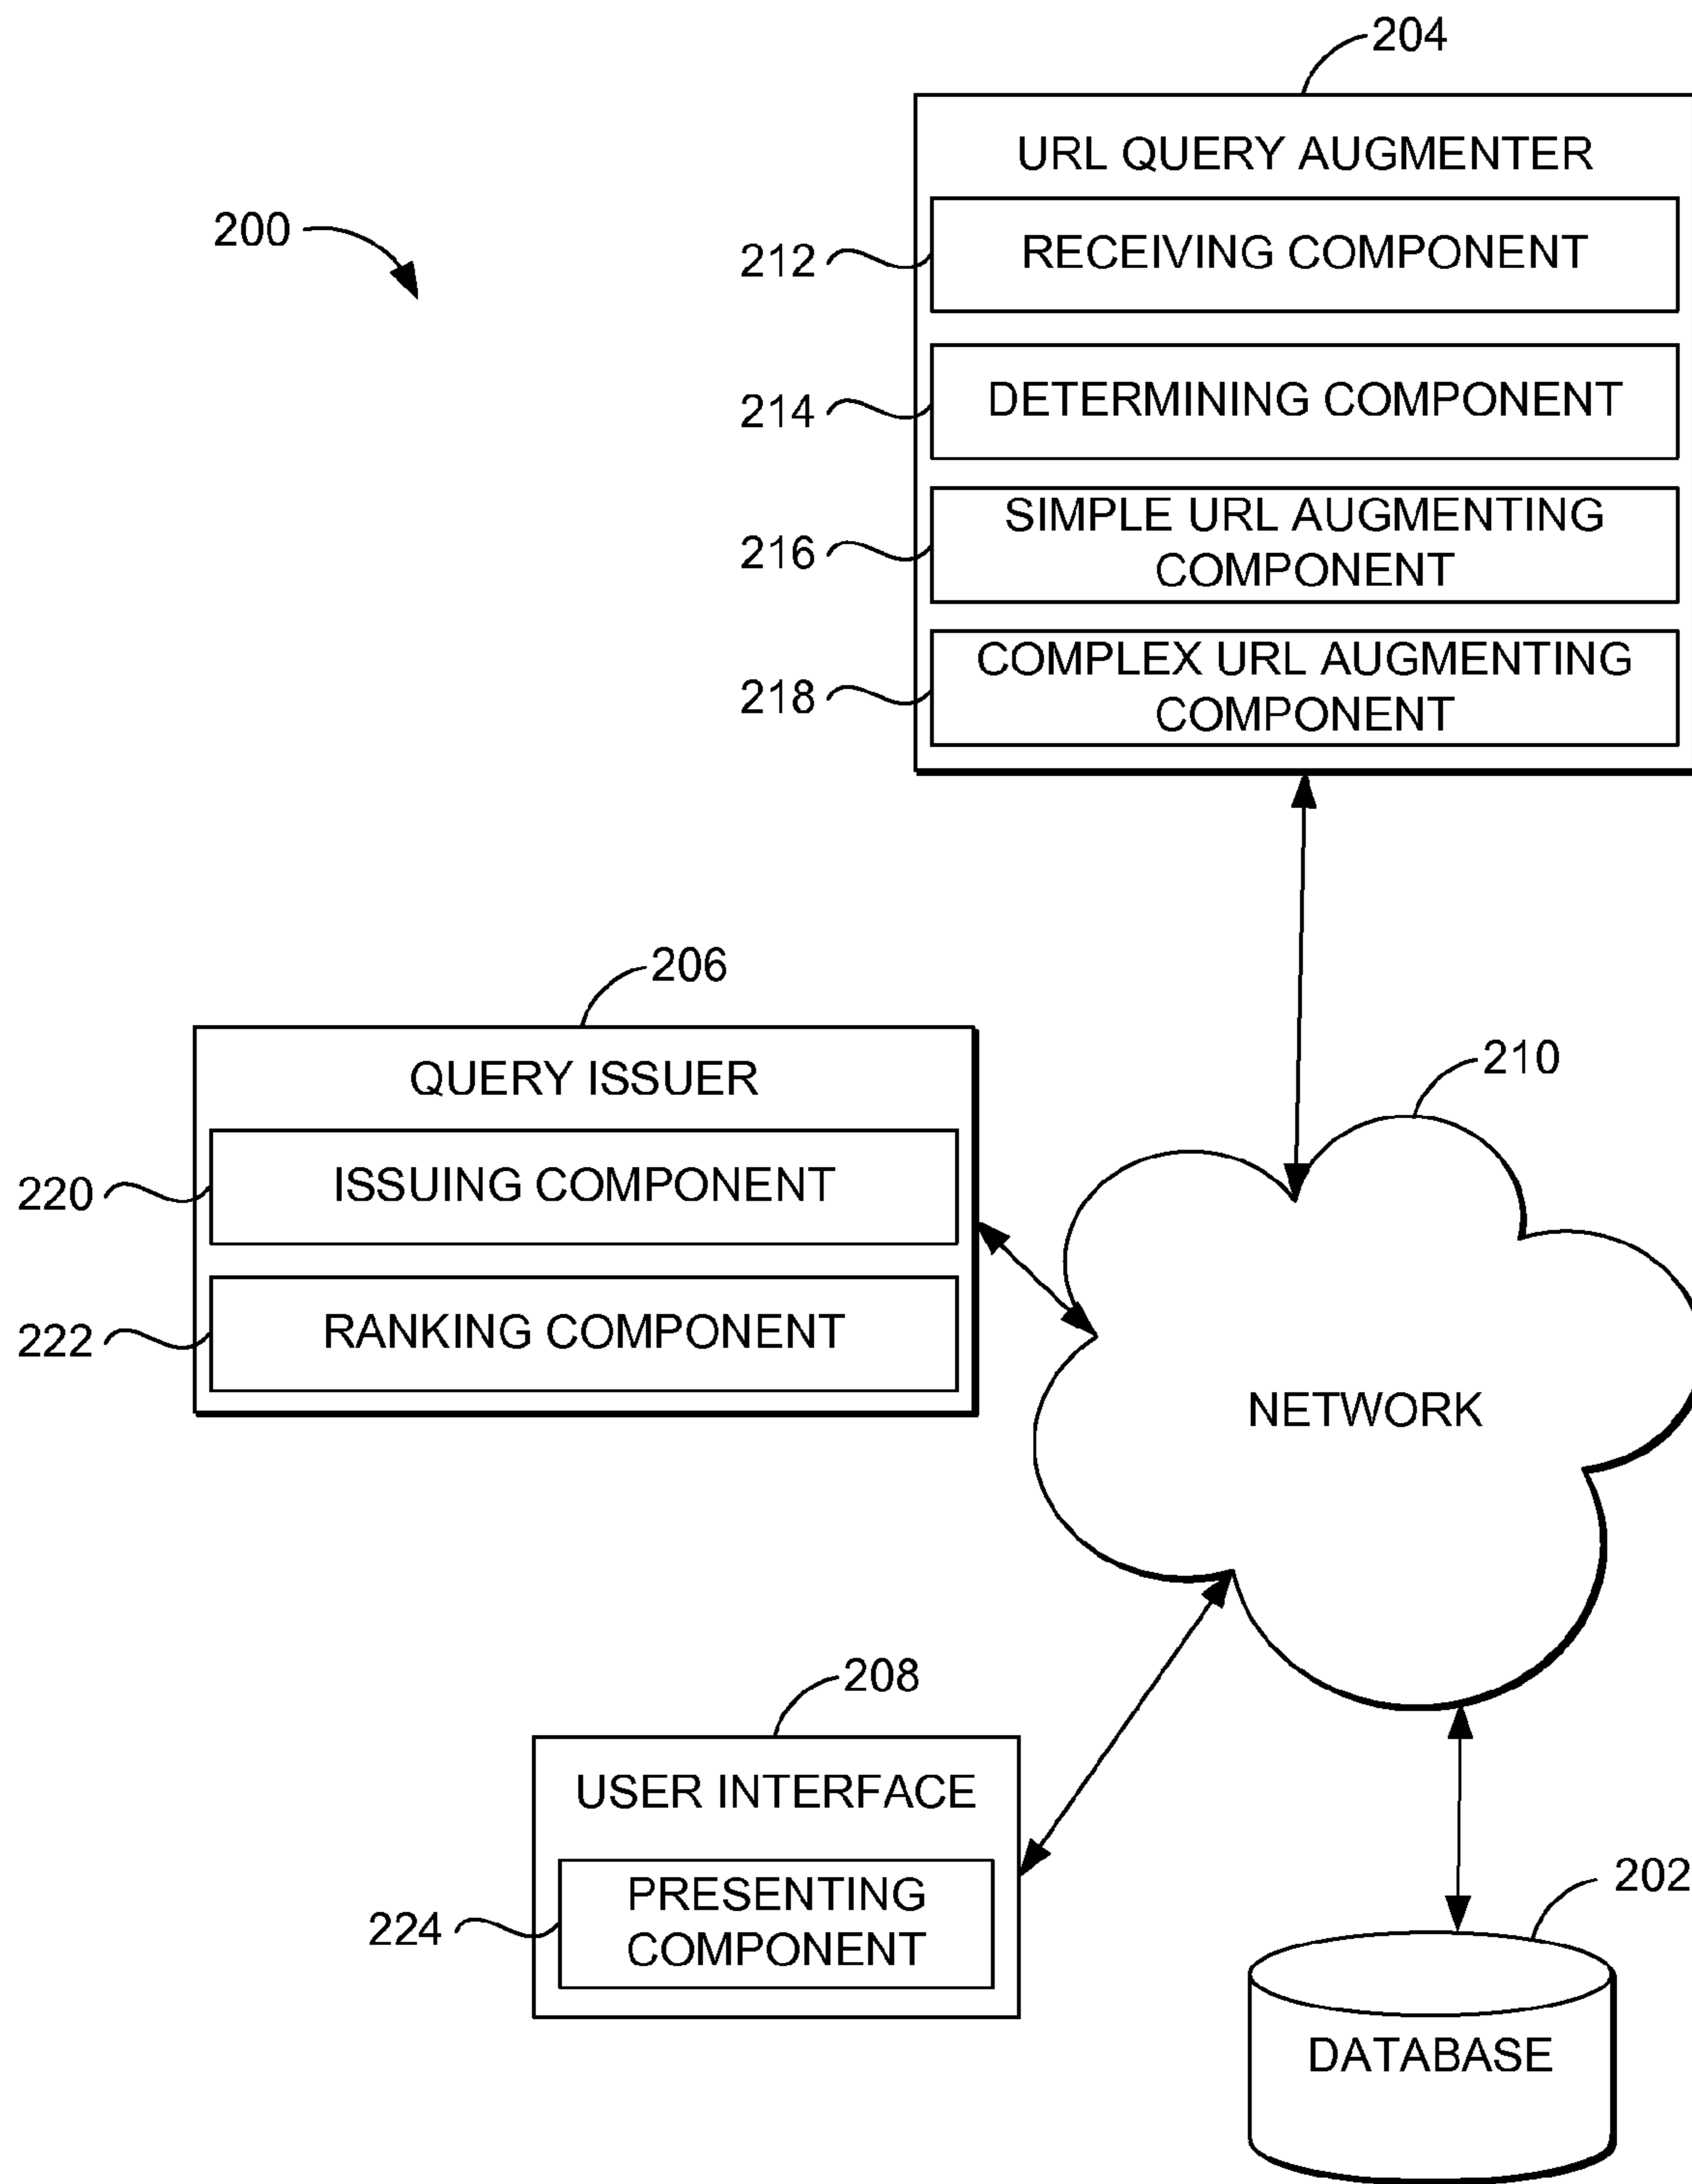 204
URL QUERY AUGMENTER
200
212
RECEIVING COMPONENT
214
DETERMINING COMPONENT
216
SIMPLE URL AUGMENTING
COMPONENT
218
COMPLEX URL AUGMENTING
COMPONENT
206
QUERY ISSUER
210
220
ISSUING COMPONENT
222
RANKING COMPONENT
NETWORK
208
USER INTERFACE
224
PRESENTING
COMPONENT
202
DATABASE